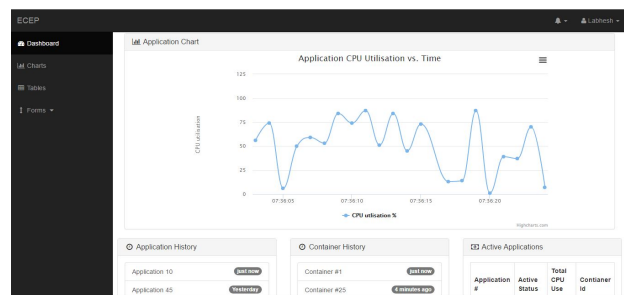 ECEP
Labhesh
Dashboard
Charts
Tables
Forms
Application Chart
Application CPU Utilisation vs. Time
125
100
75
50
25
0
CPU utilisation
07:36:05
07:36:10
07:36:15
07:36:20
CPU utlisation %
Highcharts.com
Application History
Application 10
just now
Application 45
Yesterday
Container History
Container #1
just now
Container #25
4 minutes ago
Active Applications
Application #
Active Status
Total CPU Use
Contianer Id